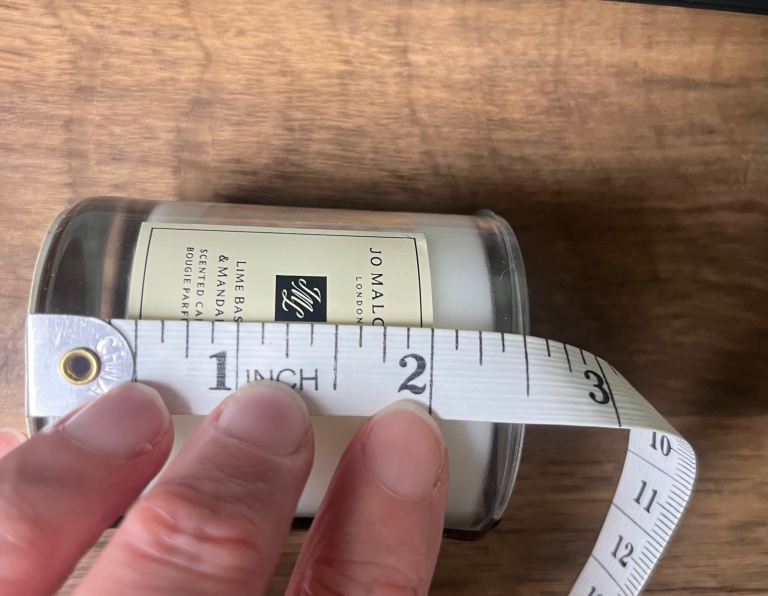 JO MALO
LONDON
LIME BAS
& MANDA
SCENTED CA
BOUGIE PARF
1 INCH 2 3
10
11
12